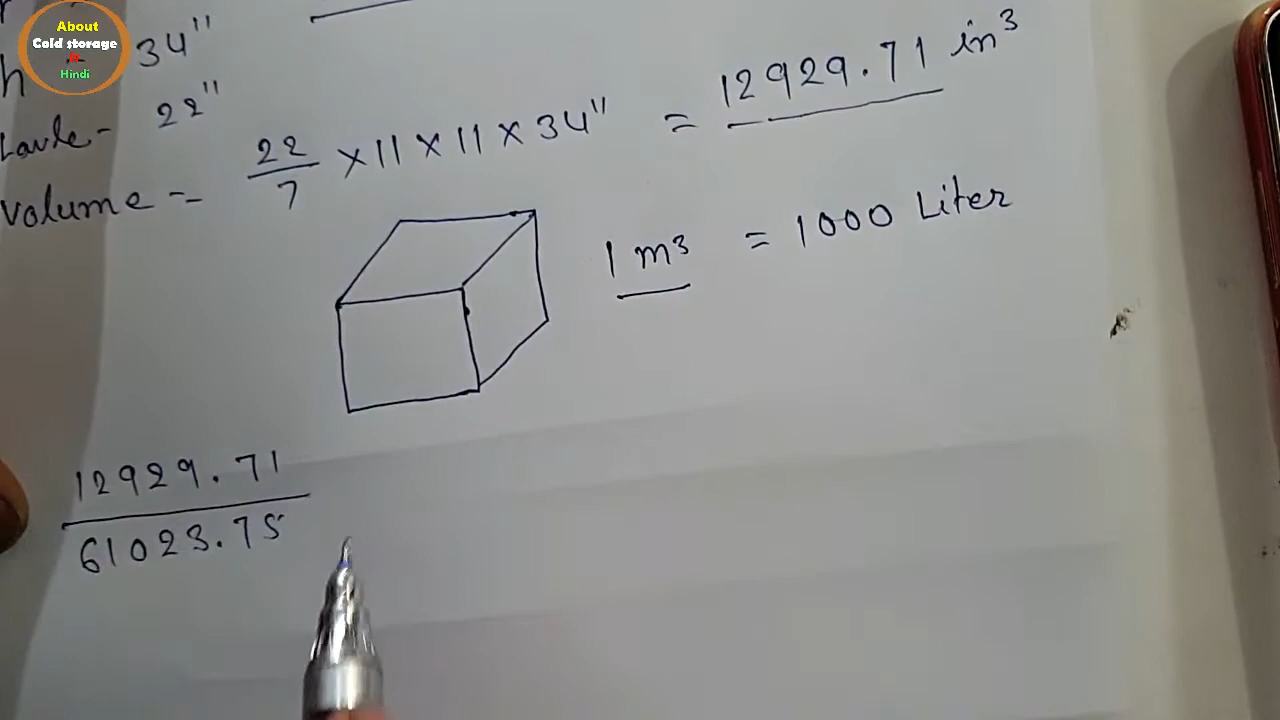 About
Cold storage
Hindi
h 34"
22"
Volume = 22/7 × 11 × 11 × 34" = 12929.71 in³
1 m³ = 1000 Liter
12929.71
61023.75